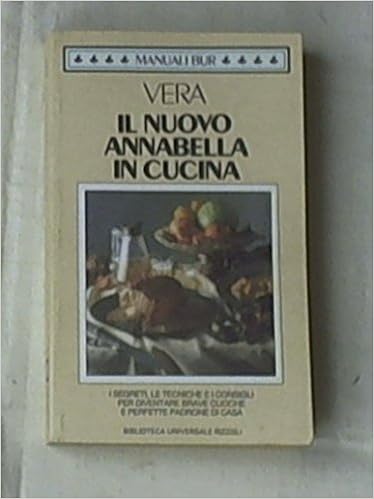 MANUALI BUR
VERA
IL NUOVO
ANNABELLA
IN CUCINA
I SEGRETI, LE TECNICHE E I CONSIGLI
PER DIVENTARE BRAVE CUOCHE
E PERFETTE PADRONE DI CASA
BIBLIOTECA UNIVERSALE RIZZOLI